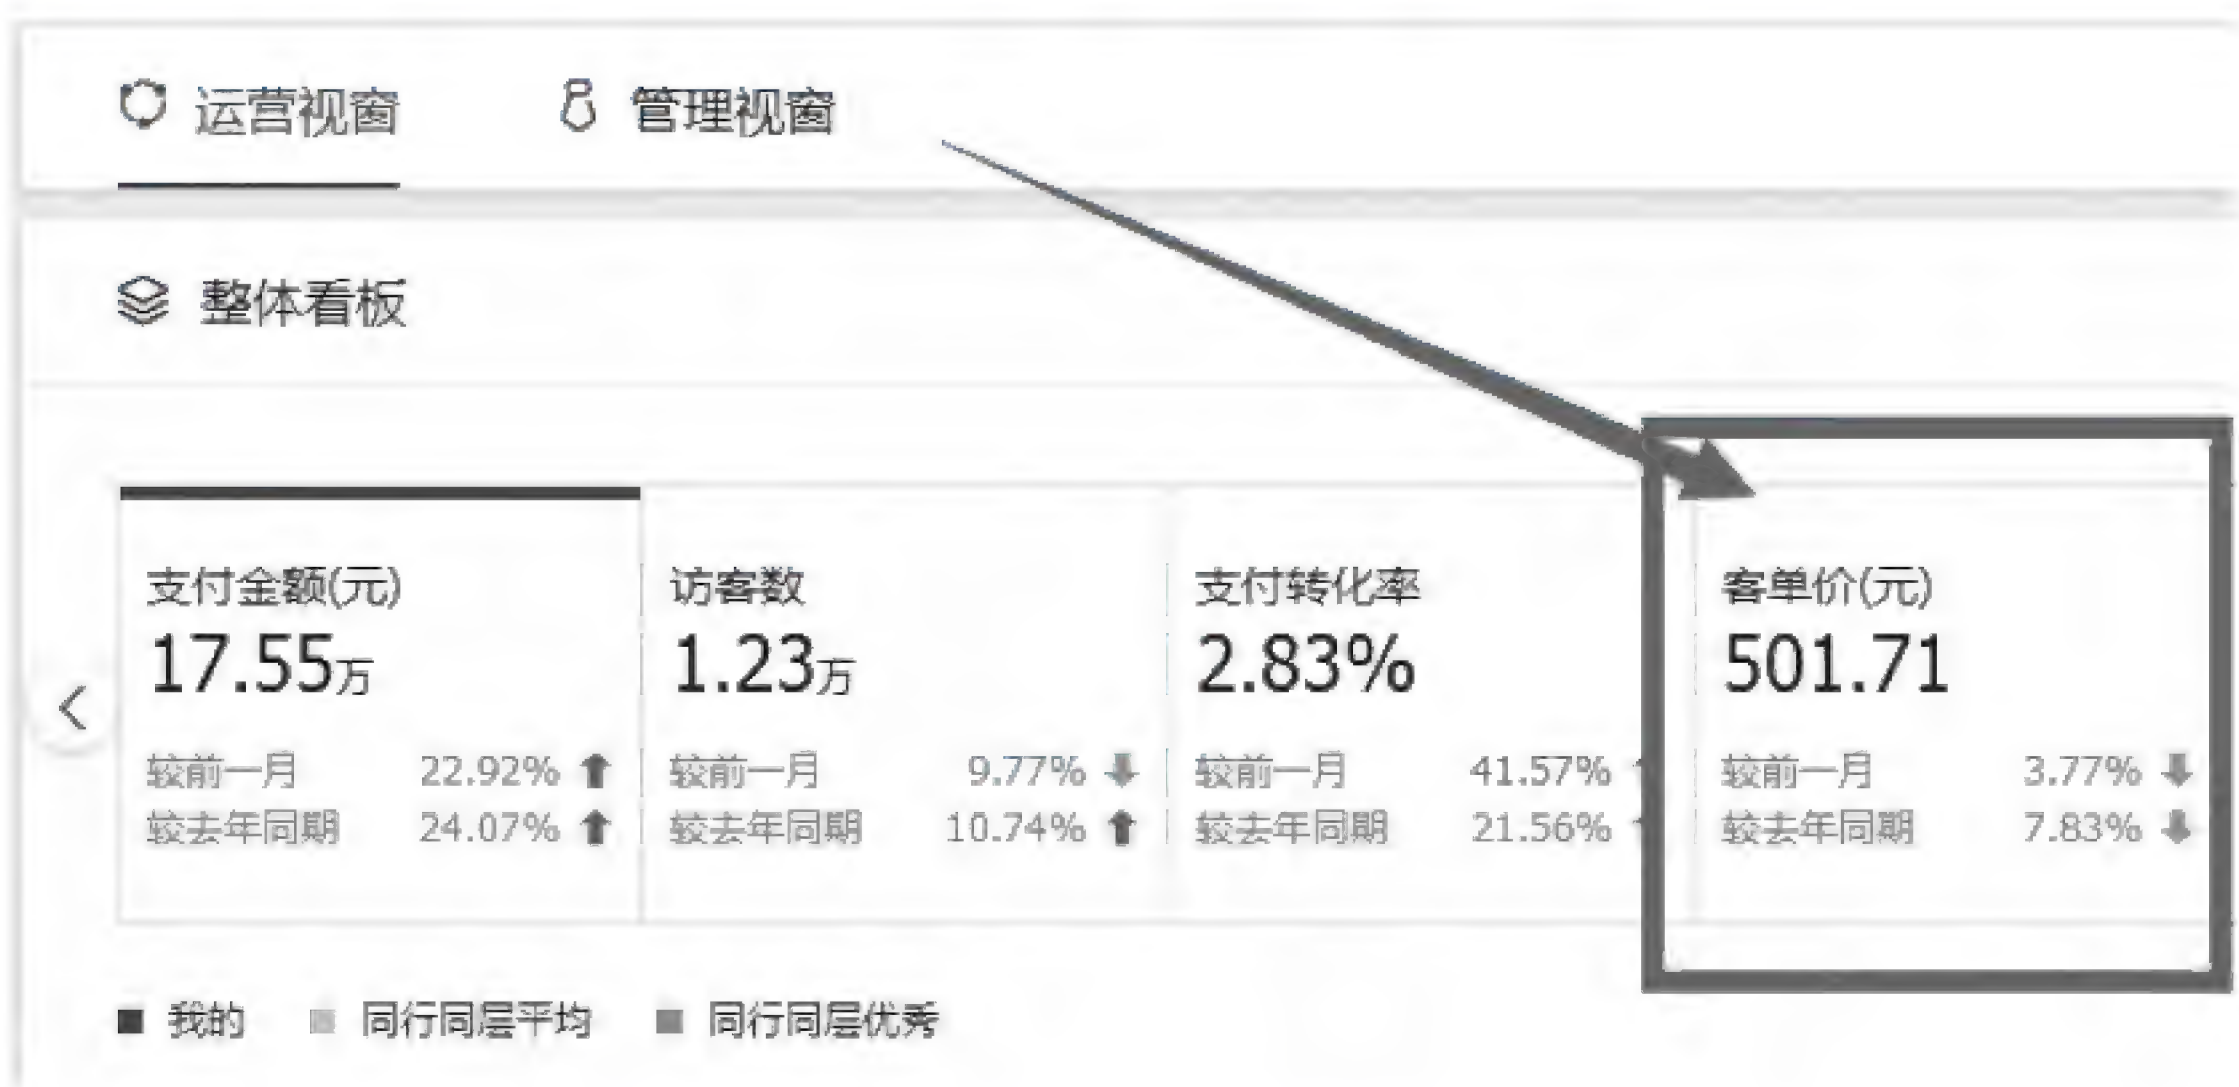 运营视窗 管理视窗
整体看板
支付金额(元) 访客数 支付转化率 客单价(元)
17.55万 1.23万 2.83% 501.71
较前一月 22.92% 较前一月 9.77% 较前一月 41.57% 较前一月 3.77%
较去年同期 24.07% 较去年同期 10.74% 较去年同期 21.56% 较去年同期 7.83%
我的 同行同层平均 同行同层优秀